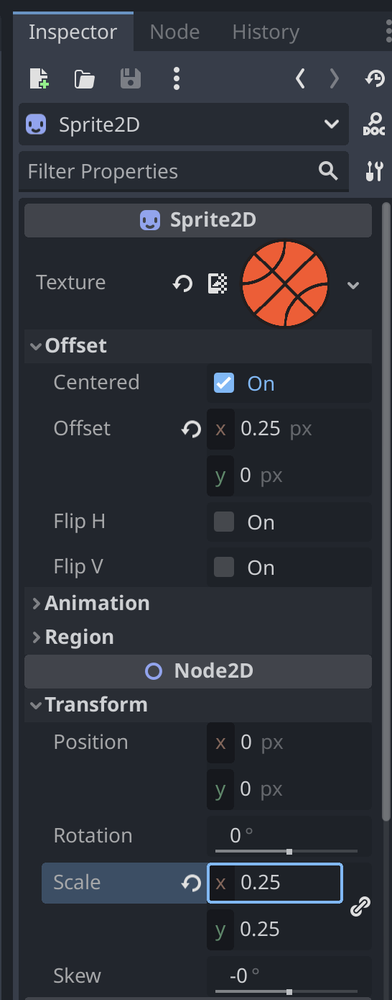 Inspector Node History
Sprite2D
DOC
Filter Properties
Sprite2D
Texture
Offset
Centered On
Offset x 0.25 px
y 0 px
Flip H On
Flip V On
Animation
Region
Node2D
Transform
Position x 0 px
y 0 px
Rotation 0 °
Scale x 0.25
y 0.25
Skew -0 °